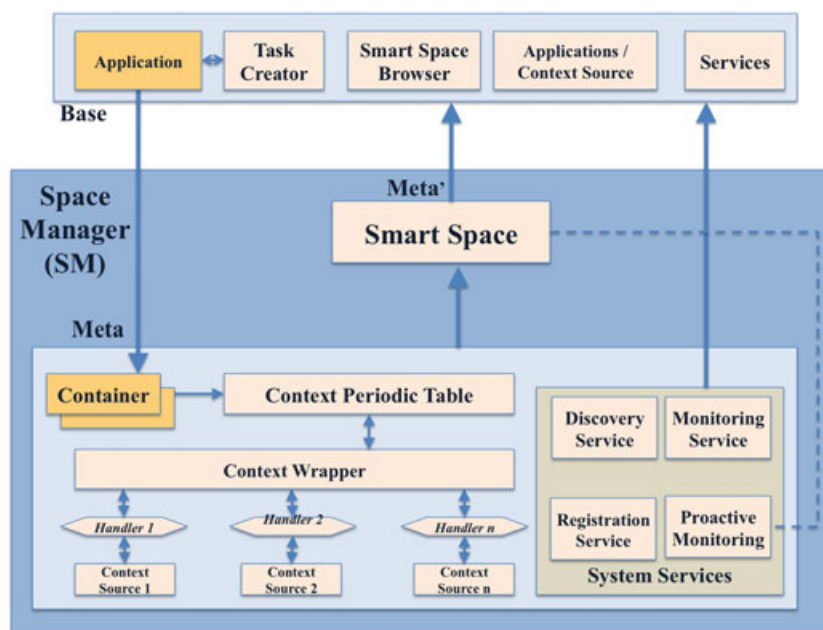 Application
Task
Creator
Smart Space
Browser
Applications /
Context Source
Services
Base
Space
Manager
(SM)
Meta’
Smart Space
Meta
Container
Context Periodic Table
Context Wrapper
Handler 1
Handler 2
Handler n
Context
Source 1
Context
Source 2
Context
Source n
Discovery
Service
Monitoring
Service
Registration
Service
Proactive
Monitoring
System Services